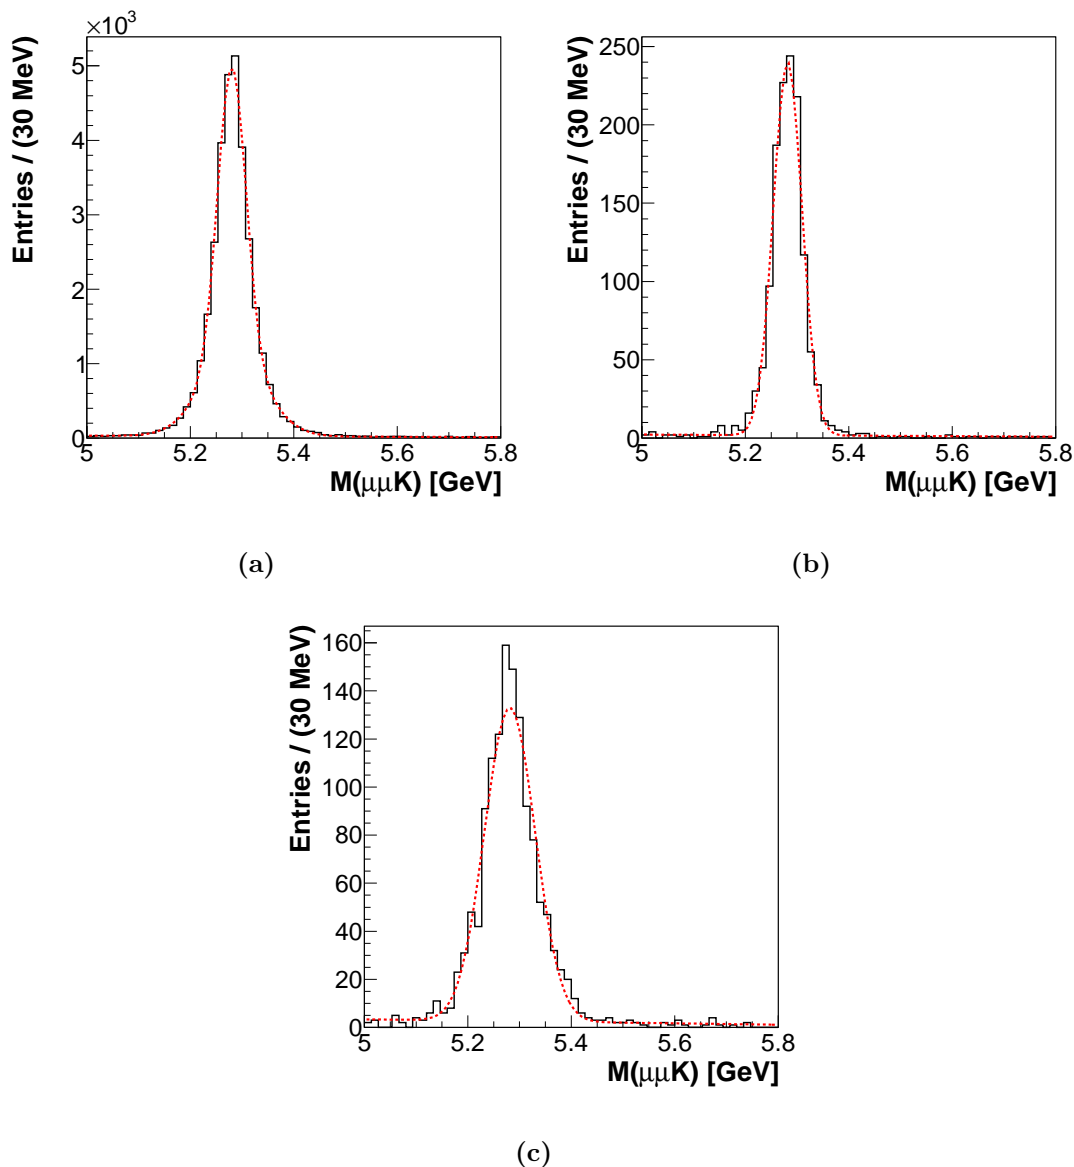 ×10³
Entries / (30 MeV)
5
4
3
2
1
0
5 5.2 5.4 5.6 5.8
M(μμK) [GeV]
(a)
Entries / (30 MeV)
250
200
150
100
50
0
5 5.2 5.4 5.6 5.8
M(μμK) [GeV]
(b)
Entries / (30 MeV)
160
140
120
100
80
60
40
20
0
5 5.2 5.4 5.6 5.8
M(μμK) [GeV]
(c)